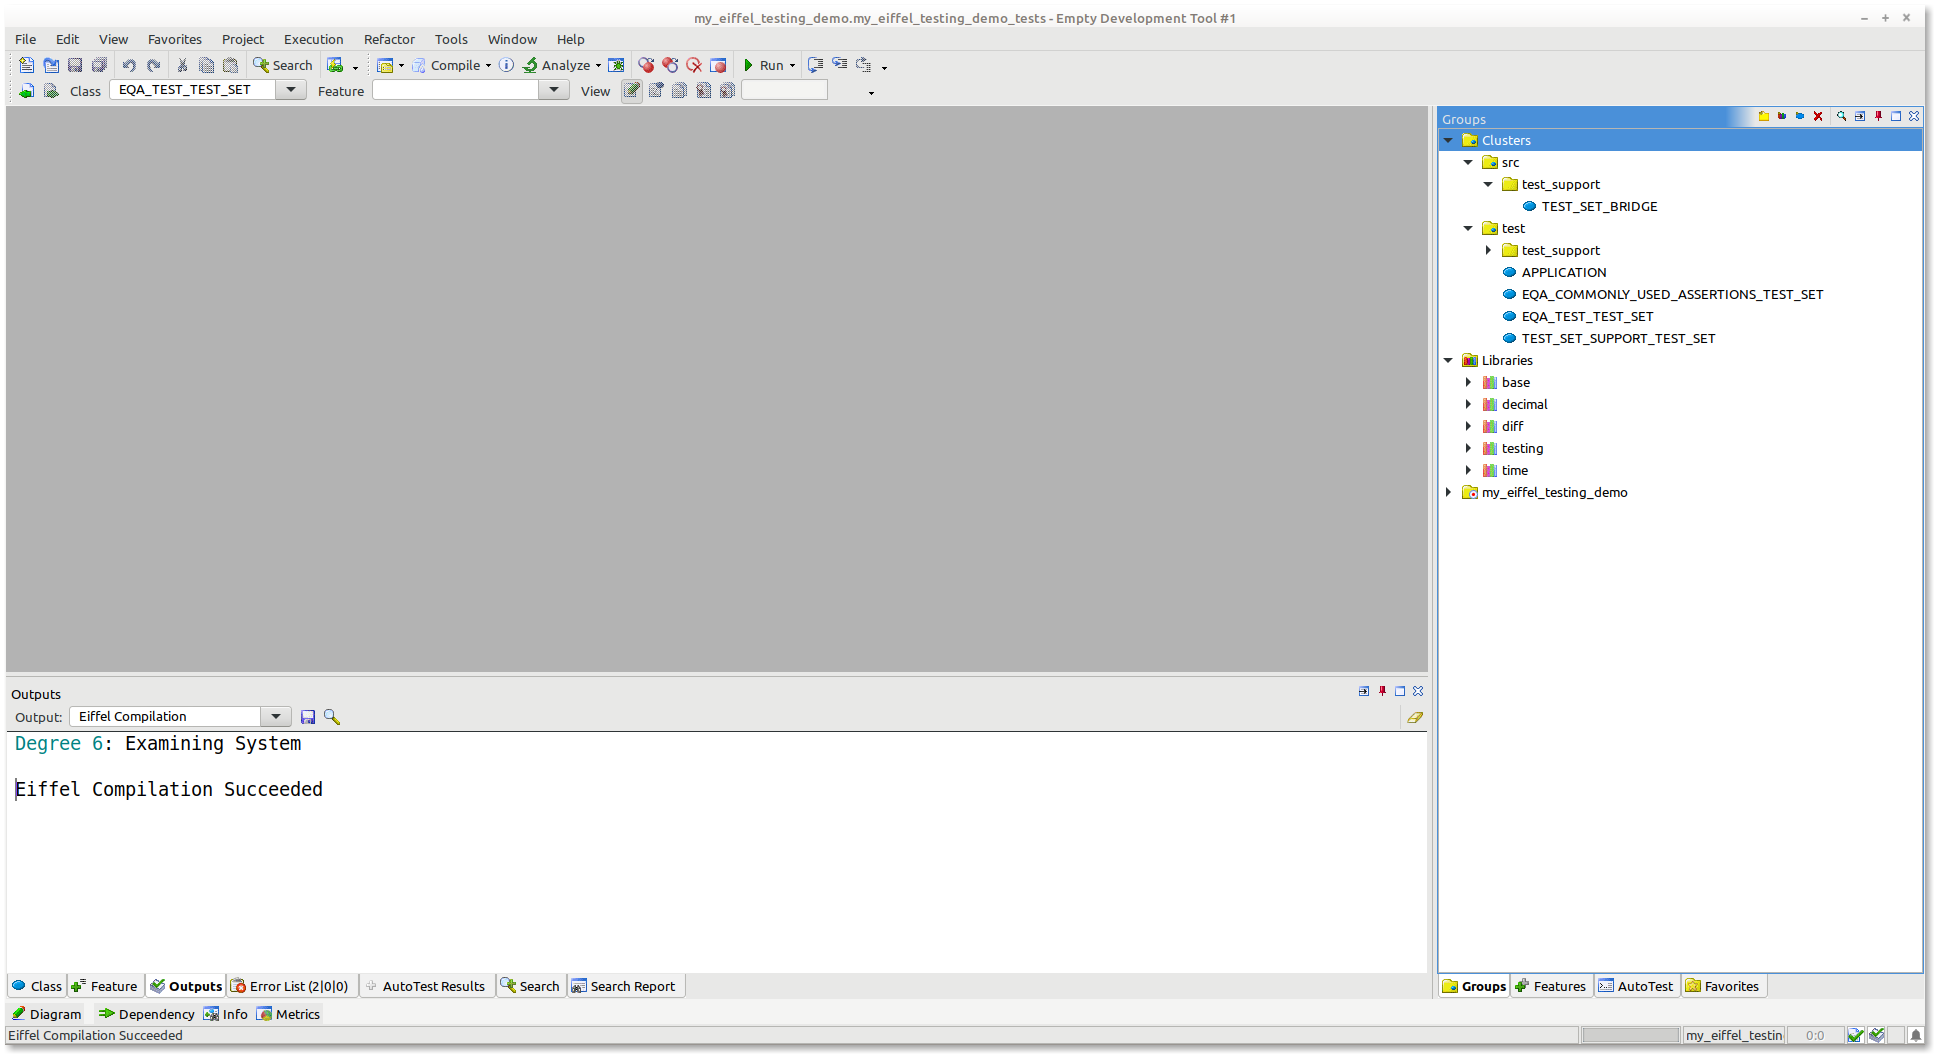 my_eiffel_testing_demo.my_eiffel_testing_demo_tests - Empty Development Tool #1
File Edit View Favorites Project Execution Refactor Tools Window Help
Search Compile Analyze Run
Class EQA_TEST_TEST_SET Feature View
Groups
Clusters
src
test_support
TEST_SET_BRIDGE
test
test_support
APPLICATION
EQA_COMMONLY_USED_ASSERTIONS_TEST_SET
EQA_TEST_TEST_SET
TEST_SET_SUPPORT_TEST_SET
Libraries
base
decimal
diff
testing
time
my_eiffel_testing_demo
Outputs
Output: Eiffel Compilation
Degree 6: Examining System
Eiffel Compilation Succeeded
Class Feature Outputs Error List (2|0|0) AutoTest Results Search Search Report
Groups Features AutoTest Favorites
Diagram Dependency Info Metrics
Eiffel Compilation Succeeded my_eiffel_testin 0:0